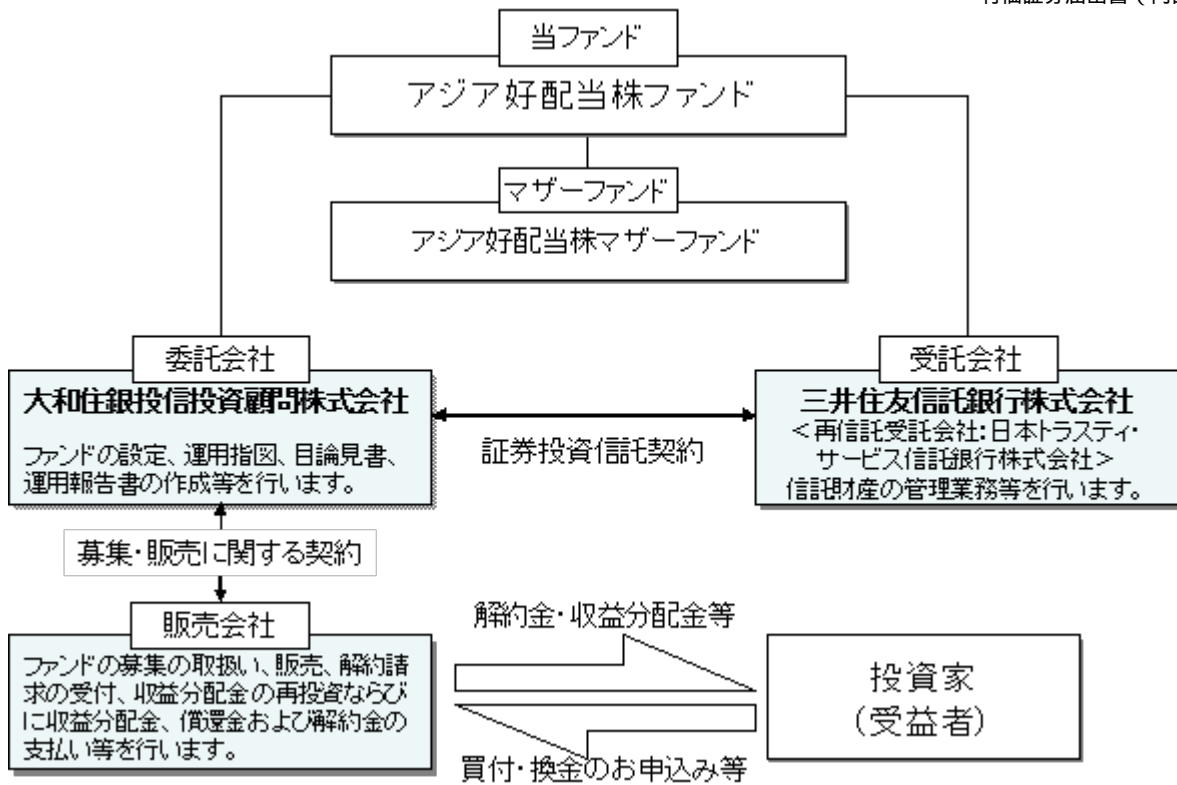 当ファンド
アジア好配当株ファンド
マザーファンド
アジア好配当株マザーファンド
委託会社
大和住銀投信投資顧問株式会社
ファンドの設定、運用指図、目論見書、
運用報告書の作成等を行います。
証券投資信託契約
受託会社
三井住友信託銀行株式会社
<再信託受託会社:日本トラスティ・
サービス信託銀行株式会社>
信託財産の管理業務等を行います。
募集・販売に関する契約
販売会社
ファンドの募集の取扱い、販売、解約請
求の受付、収益分配金の再投資ならび
に収益分配金、償還金および解約金の
支払い等を行います。
解約金・収益分配金等
買付・換金のお申込み等
投資家
(受益者)